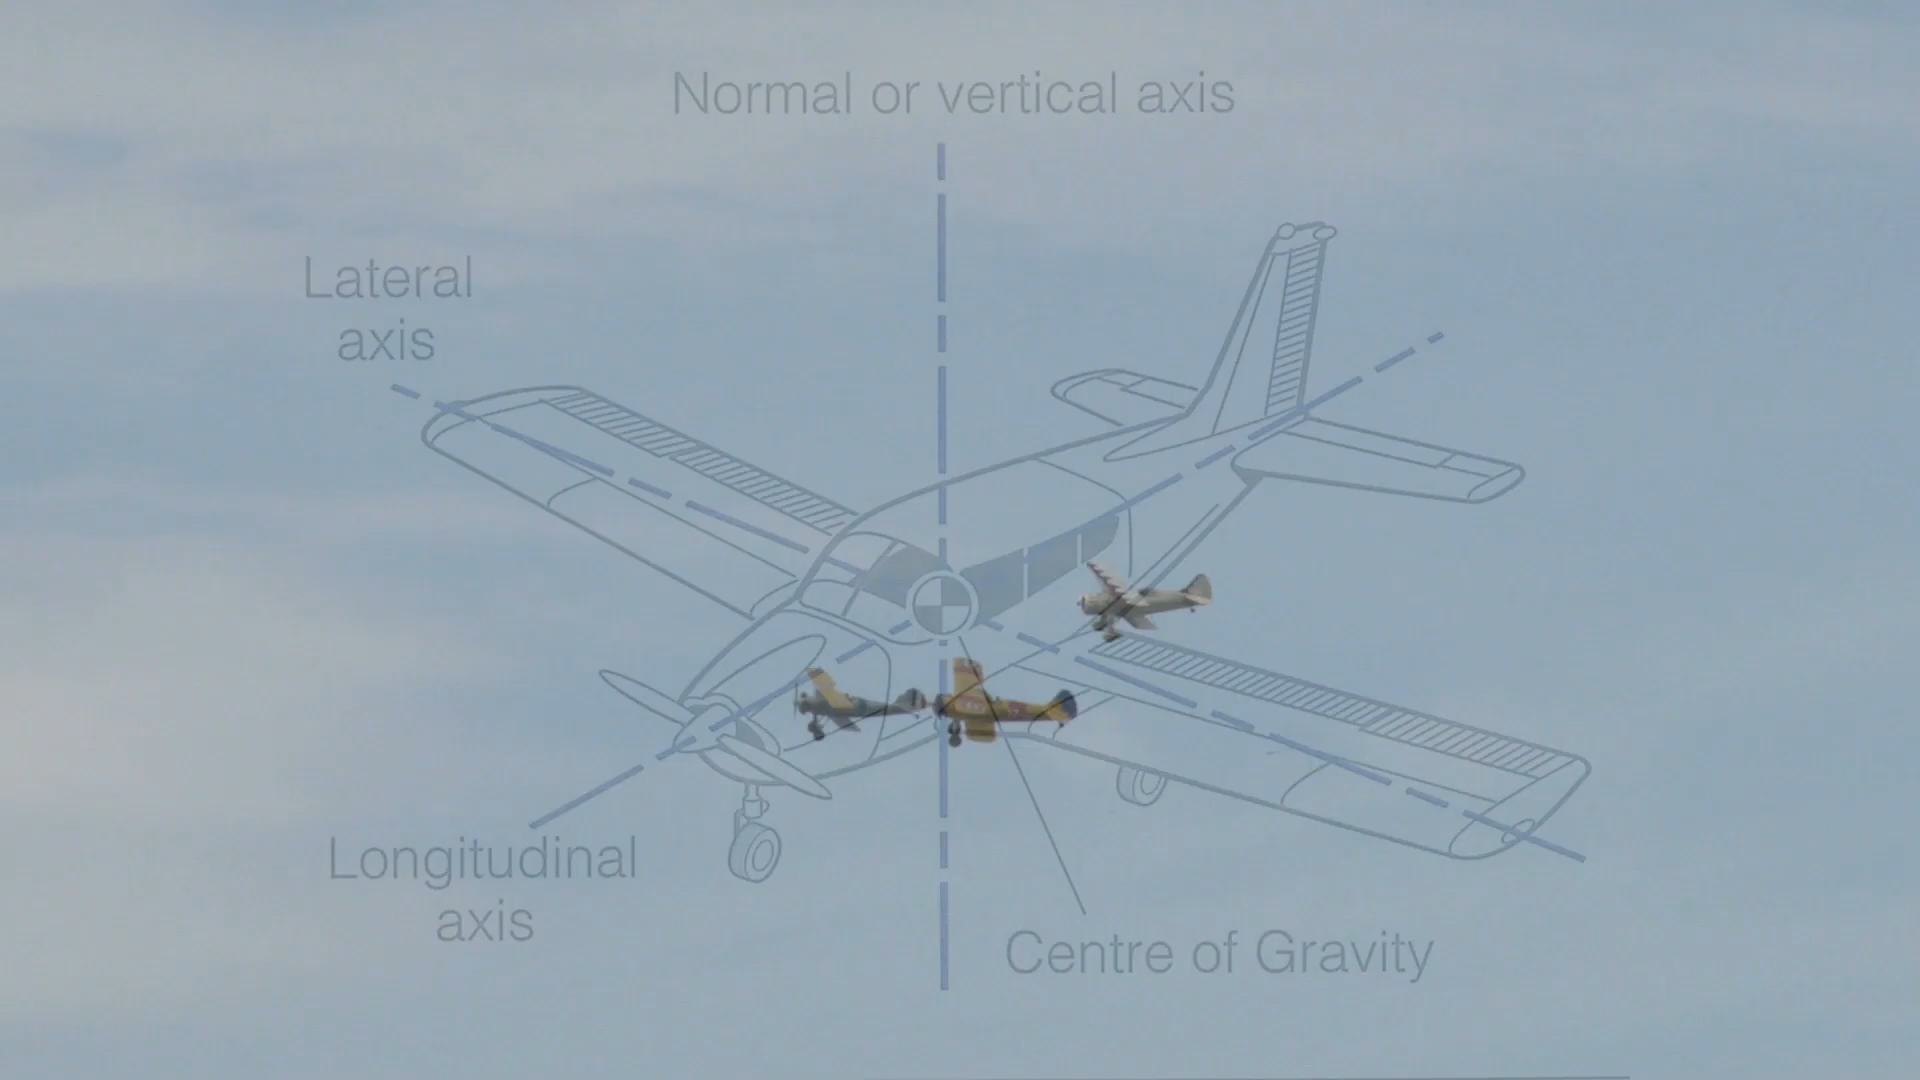 Normal or vertical axis
Lateral
axis
Longitudinal
axis
Centre of Gravity